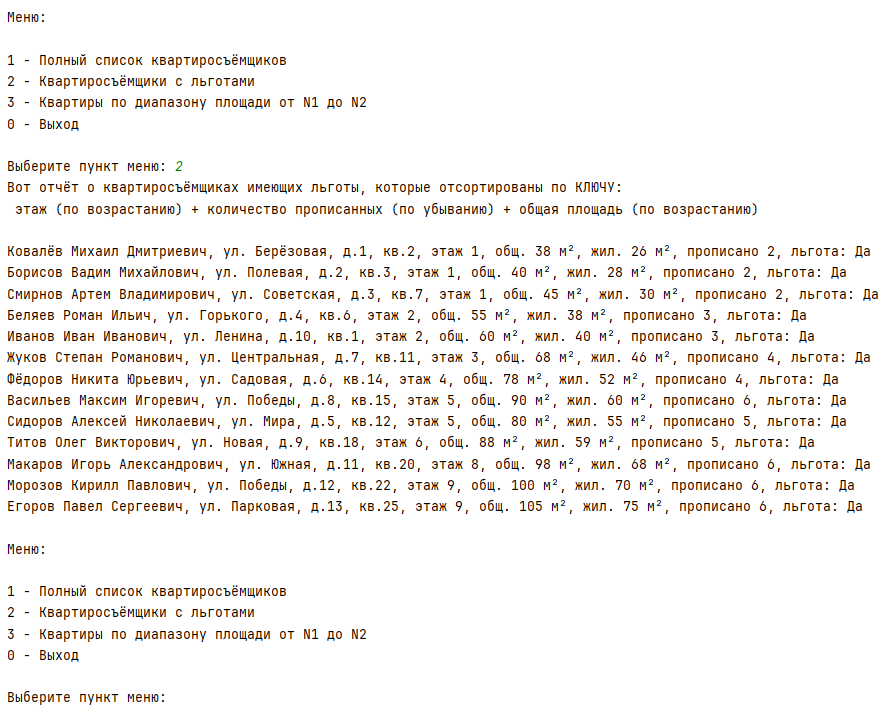 Меню:
1 - Полный список квартиросъёмщиков
2 - Квартиросъёмщики с льготами
3 - Квартиры по диапазону площади от N1 до N2
0 - Выход
Выберите пункт меню: 2
Вот отчёт о квартиросъёмщиках имеющих льготы, которые отсортированы по КЛЮЧУ:
этаж (по возрастанию) + количество прописанных (по убыванию) + общая площадь (по возрастанию)
Ковалёв Михаил Дмитриевич, ул. Берёзовая, д.1, кв.2, этаж 1, общ. 38 м², жил. 26 м², прописано 2, льгота: Да
Борисов Вадим Михайлович, ул. Полевая, д.2, кв.3, этаж 1, общ. 40 м², жил. 28 м², прописано 2, льгота: Да
Смирнов Артем Владимирович, ул. Советская, д.3, кв.7, этаж 1, общ. 45 м², жил. 30 м², прописано 2, льгота: Да
Беляев Роман Ильич, ул. Горького, д.4, кв.6, этаж 2, общ. 55 м², жил. 38 м², прописано 3, льгота: Да
Иванов Иван Иванович, ул. Ленина, д.10, кв.1, этаж 2, общ. 60 м², жил. 40 м², прописано 3, льгота: Да
Жуков Степан Романович, ул. Центральная, д.7, кв.11, этаж 3, общ. 68 м², жил. 46 м², прописано 4, льгота: Да
Фёдоров Никита Юрьевич, ул. Садовая, д.6, кв.14, этаж 4, общ. 78 м², жил. 52 м², прописано 4, льгота: Да
Васильев Максим Игоревич, ул. Победы, д.8, кв.15, этаж 5, общ. 90 м², жил. 60 м², прописано 6, льгота: Да
Сидоров Алексей Николаевич, ул. Мира, д.5, кв.12, этаж 5, общ. 80 м², жил. 55 м², прописано 5, льгота: Да
Титов Олег Викторович, ул. Новая, д.9, кв.18, этаж 6, общ. 88 м², жил. 59 м², прописано 5, льгота: Да
Макаров Игорь Александрович, ул. Южная, д.11, кв.20, этаж 8, общ. 98 м², жил. 68 м², прописано 6, льгота: Да
Морозов Кирилл Павлович, ул. Победы, д.12, кв.22, этаж 9, общ. 100 м², жил. 70 м², прописано 6, льгота: Да
Егоров Павел Сергеевич, ул. Парковая, д.13, кв.25, этаж 9, общ. 105 м², жил. 75 м², прописано 6, льгота: Да
Меню:
1 - Полный список квартиросъёмщиков
2 - Квартиросъёмщики с льготами
3 - Квартиры по диапазону площади от N1 до N2
0 - Выход
Выберите пункт меню: